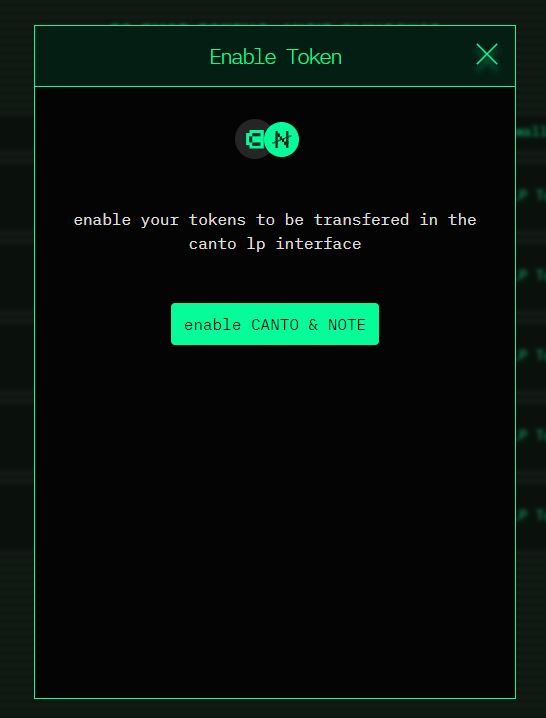 Enable Token
enable your tokens to be transfered in the
canto lp interface
enable CANTO & NOTE